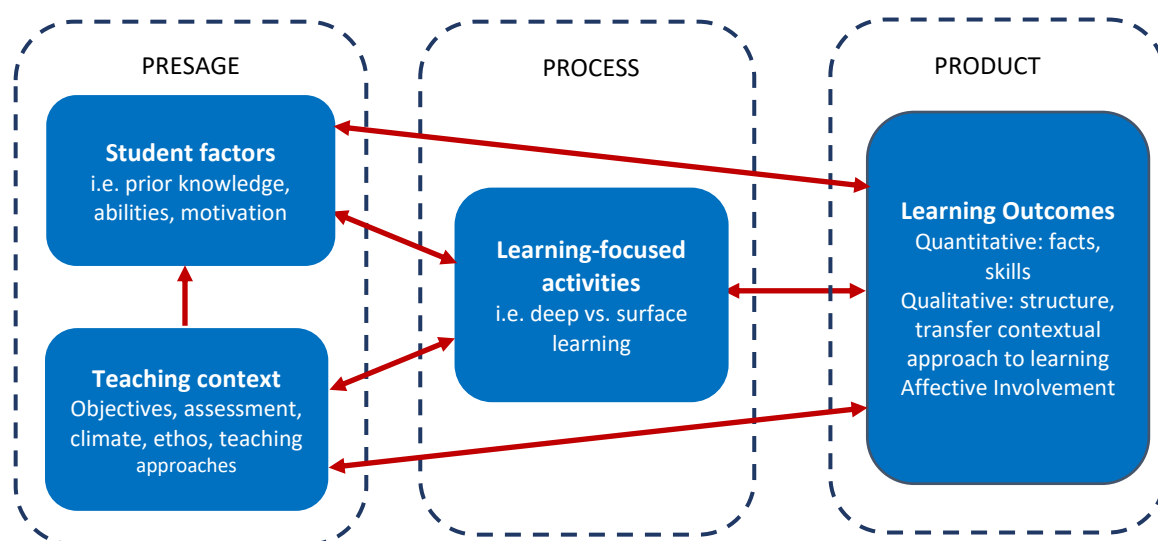 PRESAGE
Student factors
i.e. prior knowledge,
abilities, motivation
Teaching context
Objectives, assessment,
climate, ethos, teaching
approaches
PROCESS
Learning-focused
activities
i.e. deep vs. surface
learning
PRODUCT
Learning Outcomes
Quantitative: facts,
skills
Qualitative: structure,
transfer contextual
approach to learning
Affective Involvement